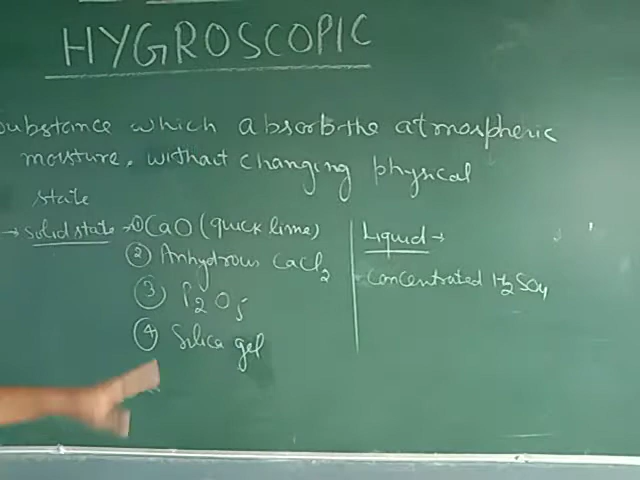 HYGROSCOPIC
Substance which absorb the atmospheric
moisture. without changing physical
state
→ solid state → ① CaO (quick lime)
② Anhydrous CaCl2
③ P2O5
④ Silica gel
Liquid →
concentrated H2SO4